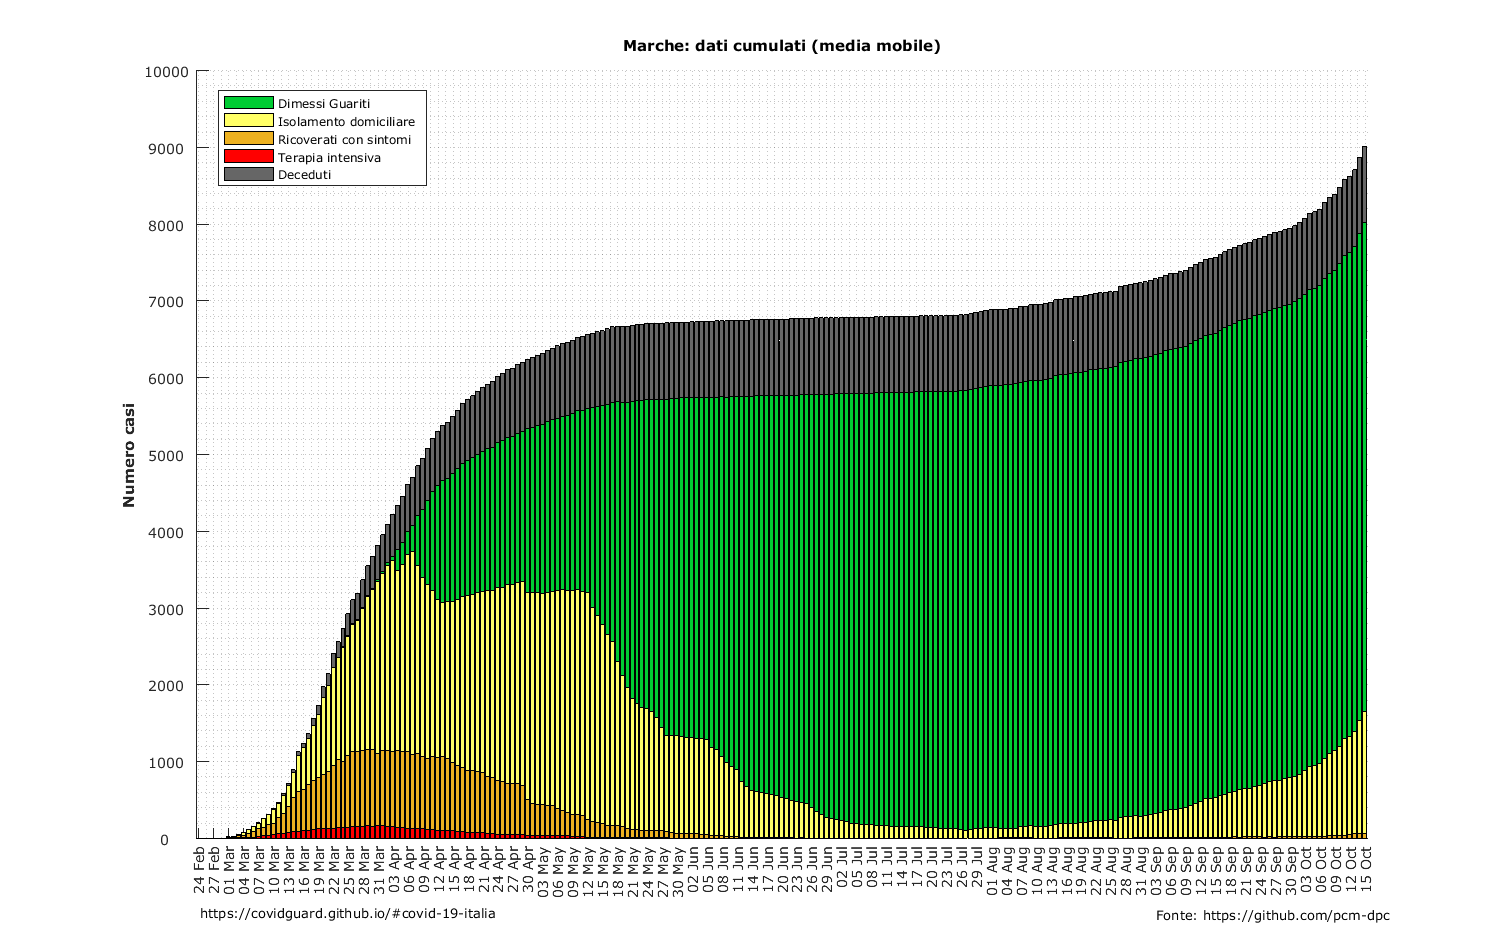 Marche: dati cumulati (media mobile)
10000
9000
8000
7000
6000
5000
4000
3000
2000
1000
0
Numero casi
Dimessi Guariti
Isolamento domiciliare
Ricoverati con sintomi
Terapia intensiva
Deceduti
24 Feb
27 Feb
01 Mar
04 Mar
07 Mar
10 Mar
13 Mar
16 Mar
19 Mar
22 Mar
25 Mar
28 Mar
31 Mar
03 Apr
06 Apr
09 Apr
12 Apr
15 Apr
18 Apr
21 Apr
24 Apr
27 Apr
30 Apr
03 May
06 May
09 May
12 May
15 May
18 May
21 May
24 May
27 May
30 May
02 Jun
05 Jun
08 Jun
11 Jun
14 Jun
17 Jun
20 Jun
23 Jun
26 Jun
29 Jun
02 Jul
05 Jul
08 Jul
11 Jul
14 Jul
17 Jul
20 Jul
23 Jul
26 Jul
29 Jul
01 Aug
04 Aug
07 Aug
10 Aug
13 Aug
16 Aug
19 Aug
22 Aug
25 Aug
28 Aug
31 Aug
03 Sep
06 Sep
09 Sep
12 Sep
15 Sep
18 Sep
21 Sep
24 Sep
27 Sep
30 Sep
03 Oct
06 Oct
09 Oct
12 Oct
15 Oct
https://covidguard.github.io/#covid-19-italia
Fonte: https://github.com/pcm-dpc